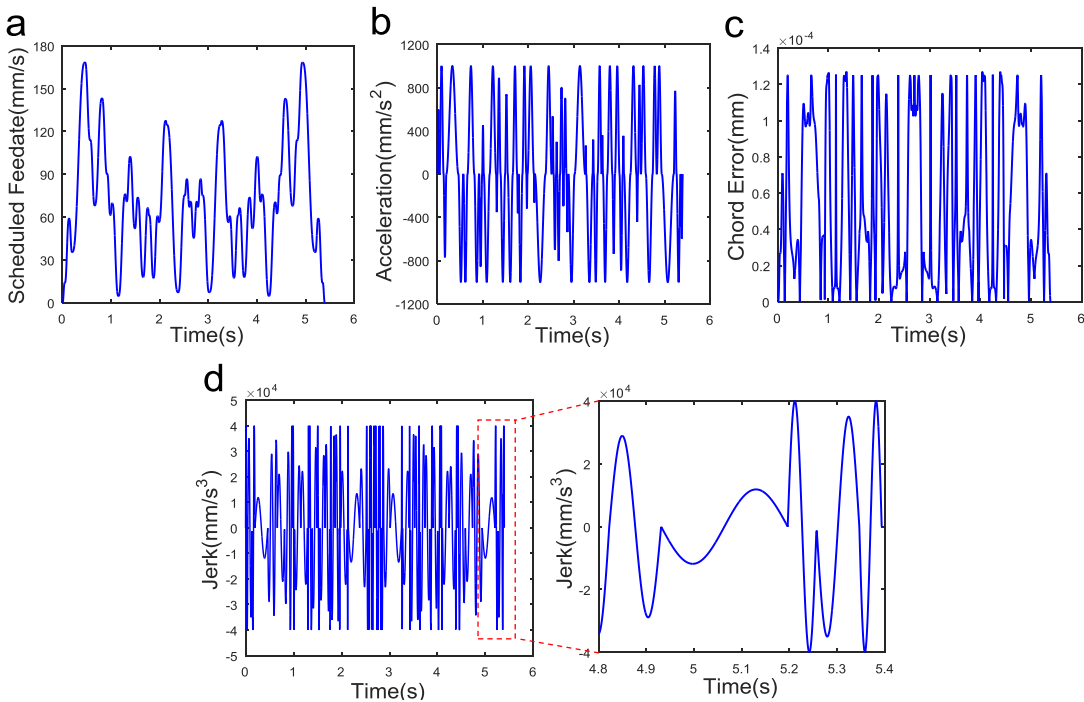 a
180
150
120
90
60
30
0
0 1 2 3 4 5 6
Scheduled Feedate(mm/s)
Time(s)
b
1200
800
400
0
-400
-800
-1200
0 1 2 3 4 5 6
Acceleration(mm/s²)
Time(s)
c
×10⁻⁴
1.4
1.2
1
0.8
0.6
0.4
0.2
0
0 1 2 3 4 5 6
Chord Error(mm)
Time(s)
d
×10⁴
5
4
3
2
1
0
-1
-2
-3
-4
-5
0 1 2 3 4 5 6
Jerk(mm/s³)
Time(s)
×10⁴
4
2
0
-2
-4
4.8 4.9 5 5.1 5.2 5.3 5.4
Jerk(mm/s³)
Time(s)